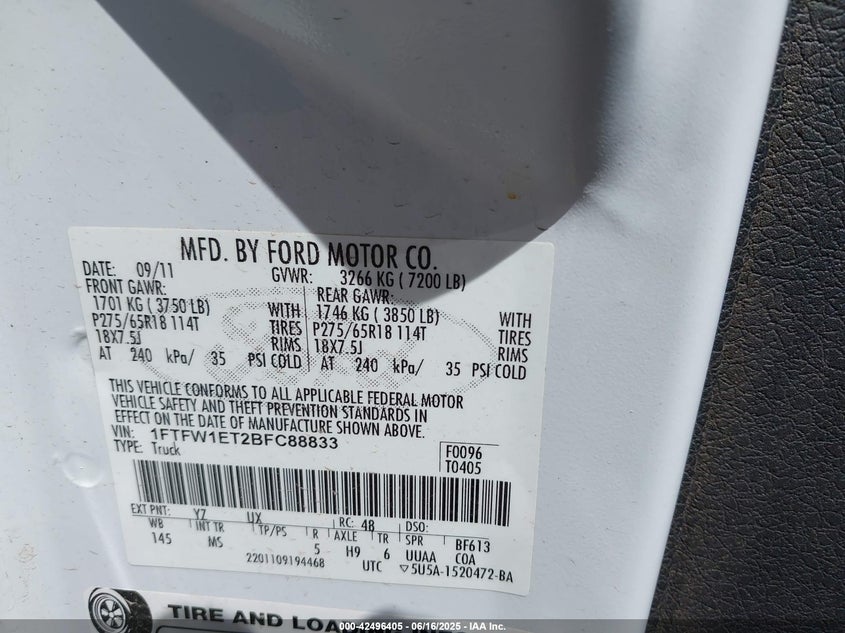 MFD. BY FORD MOTOR CO.
DATE: 09/11 GVWR: 3266 KG ( 7200 LB)
FRONT GAWR: REAR GAWR:
1701 KG ( 3750 LB) WITH 1746 KG ( 3850 LB) WITH
P275/65R18 114T TIRES P275/65R18 114T TIRES
18X7.5J RIMS 18X7.5J RIMS
AT 240 kPa/ 35 PSI COLD AT 240 kPa/ 35 PSI COLD
THIS VEHICLE CONFORMS TO ALL APPLICABLE FEDERAL MOTOR
VEHICLE SAFETY AND THEFT PREVENTION STANDARDS IN
EFFECT ON THE DATE OF MANUFACTURE SHOWN ABOVE.
VIN: 1FTFW1ET2BFC88833
TYPE: Truck
F0096
T0405
EXT PNT: YZ UX RC: 48 DSO:
WB INT TR TP/PS R AXLE TR SPR BF613
145 MS 5 H9 6 UUAA COA
2201109194468 UTC ▽5U5A-1520472-BA
TIRE AND
000-42496405 - 06/16/2025 - IAA Inc.